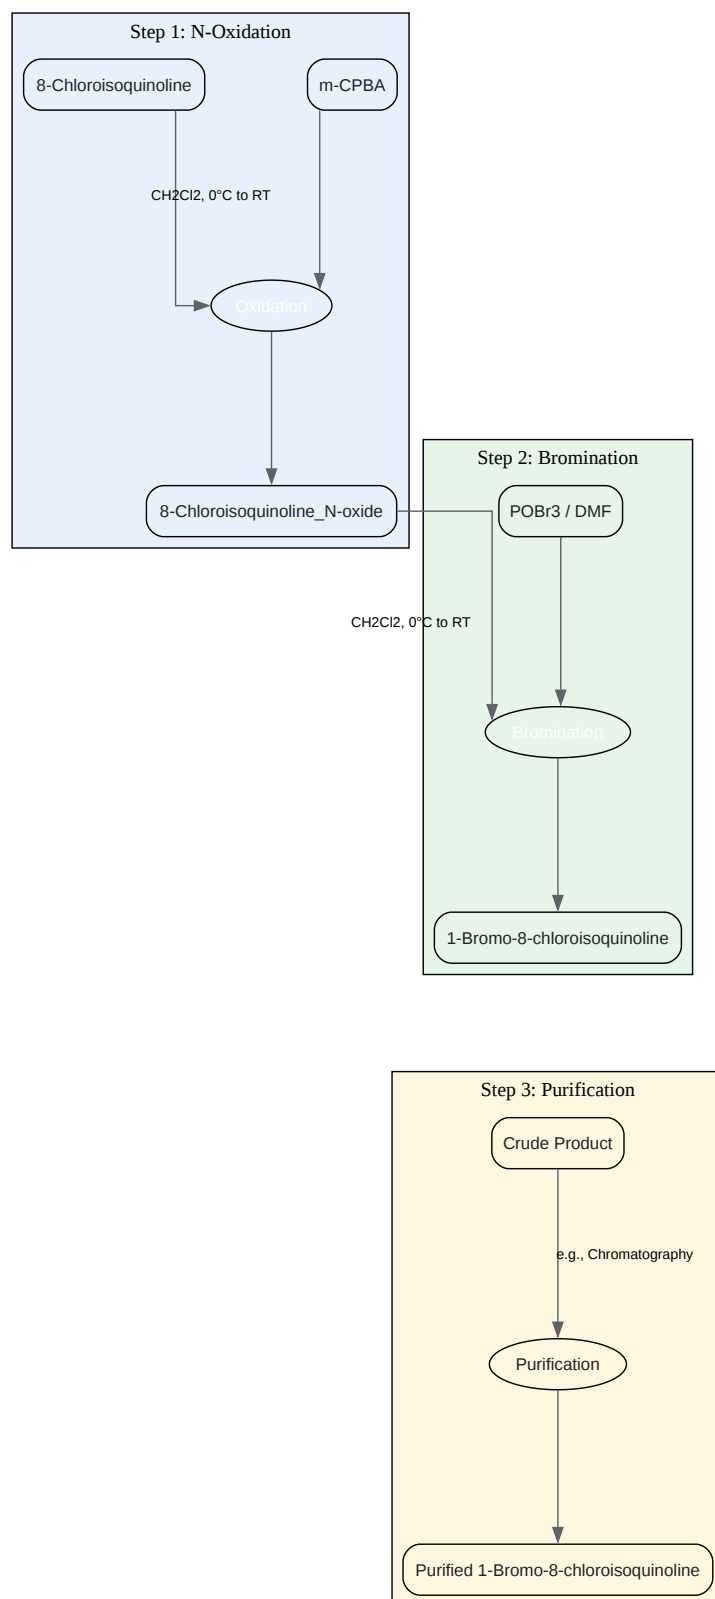 Step 1: N-Oxidation
8-Chloroisoquinoline
m-CPBA
CH2Cl2, 0°C to RT
Oxidation
8-Chloroisoquinoline_N-oxide
Step 2: Bromination
POBr3 / DMF
CH2Cl2, 0°C to RT
Bromination
1-Bromo-8-chloroisoquinoline
Step 3: Purification
Crude Product
e.g., Chromatography
Purification
Purified 1-Bromo-8-chloroisoquinoline